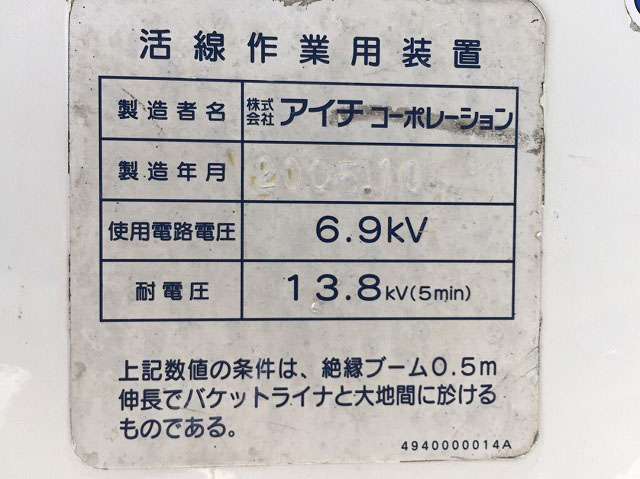 活線作業用装置
製造者名 株式会社 アイチ コーポレーション
製造年月 2005 10
使用電路電圧 6.9kV
耐電圧 13.8kV(5min)
上記数値の条件は、絶縁ブーム0.5m
伸長でバケットライナと大地間に於ける
ものである。
4940000014A